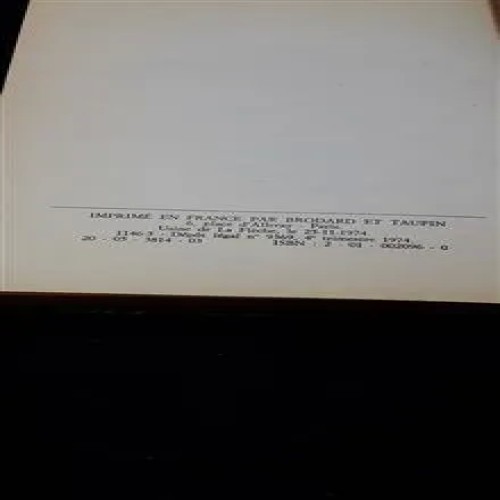 IMPRIMÉ EN FRANCE PAR BRODARD ET TAUPIN
6, place d'Alleray - Paris.
Usine de La Flèche, le 25-11-1974.
1146-5 - Dépôt légal n° 9569, 4e trimestre 1974.
20 - 05 - 3814 - 03 ISBN : 2 - 01 - 002096 - 0